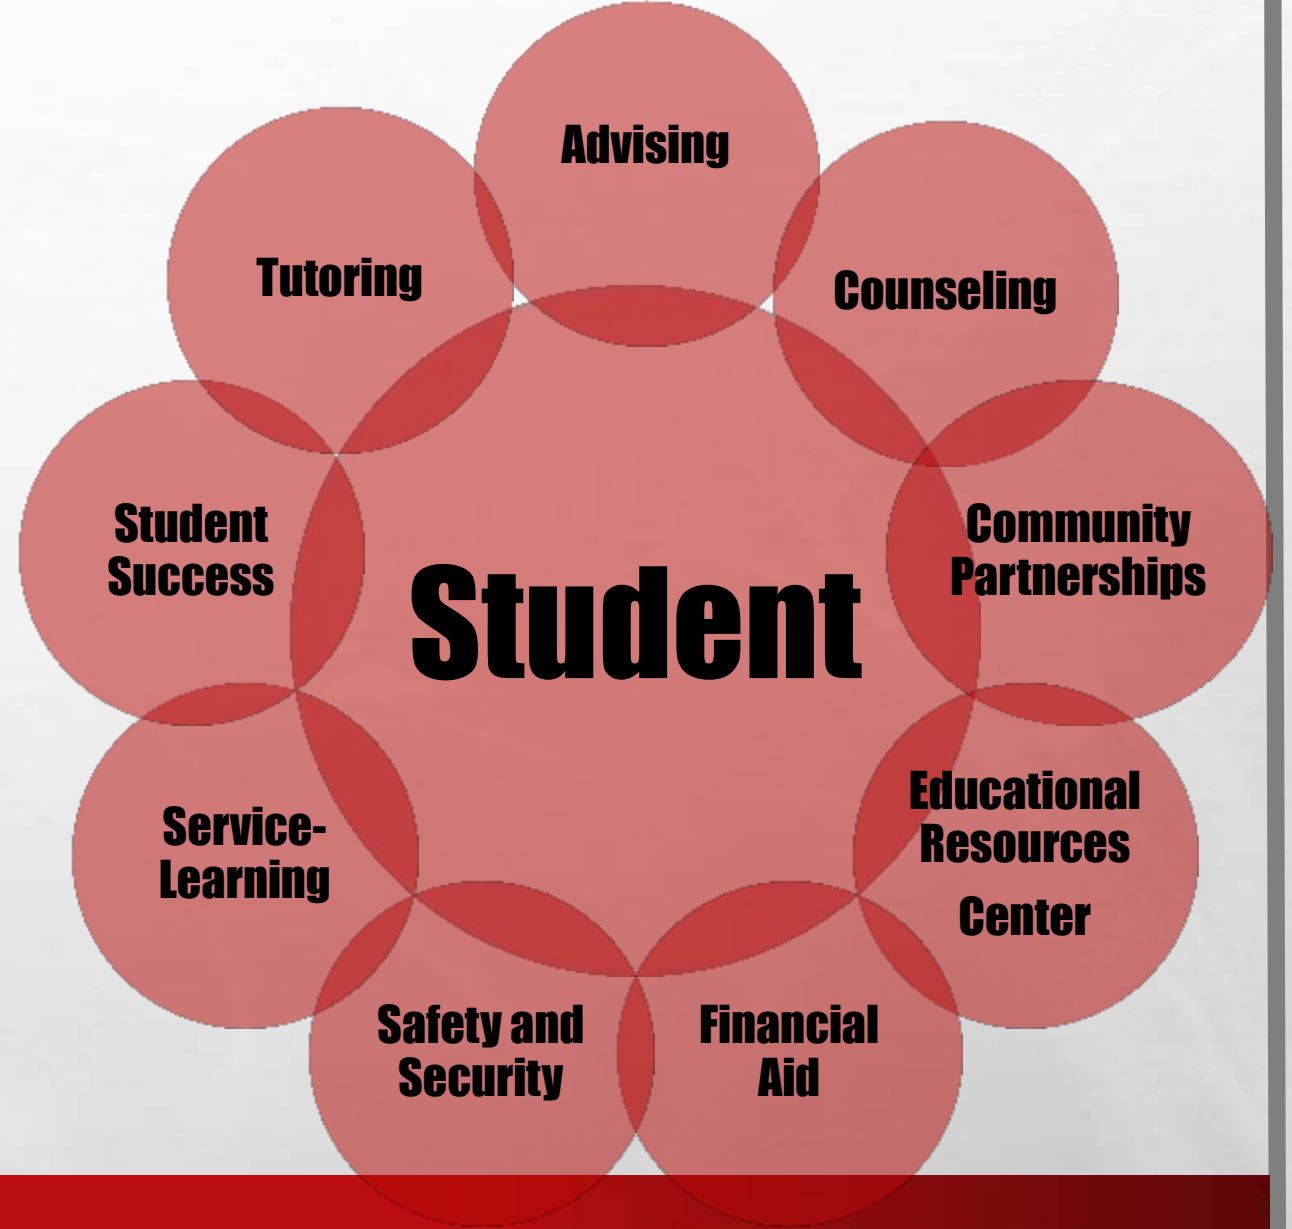 Advising
Counseling
Community
Partnerships
Educational
Resources
Center
Financial
Aid
Safety and
Security
Service-
Learning
Student
Success
Tutoring
Student